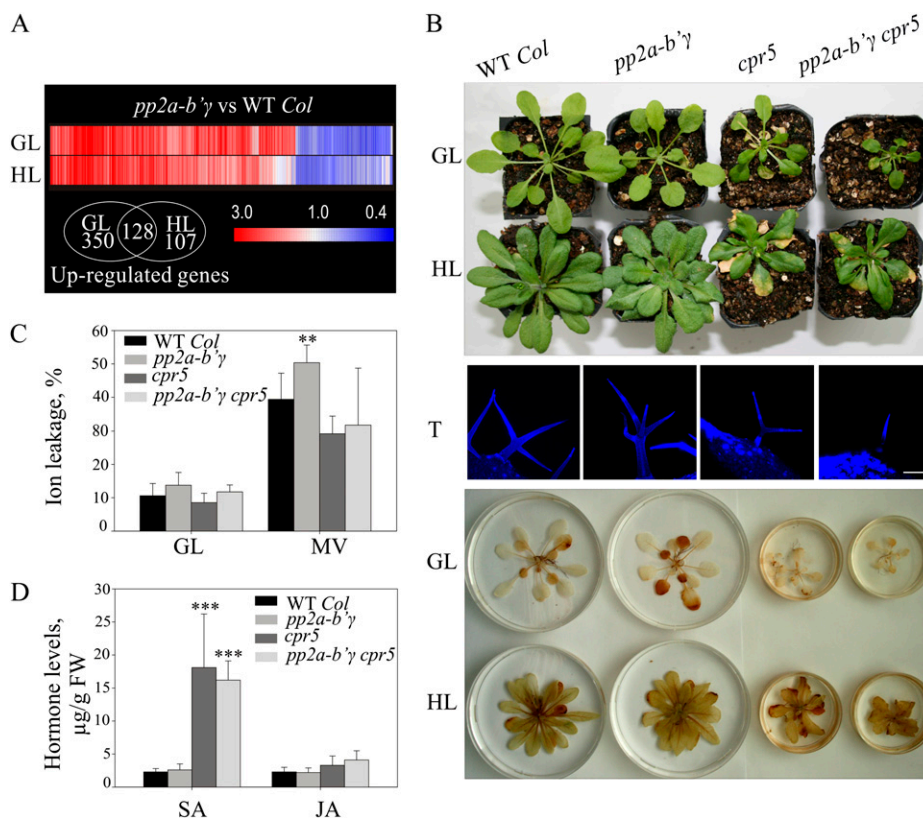 A
pp2a-b'γ vs WT Col
GL
HL
GL
350
128
HL
107
3.0 1.0 0.4
Up-regulated genes
B
WT Col
pp2a-b'γ
cpr5
pp2a-b'γ cpr5
GL
HL
T
GL
HL
C
Ion leakage, %
60
50
40
80
20
10
0
WT Col
pp2a-b'γ
cpr5
pp2a-b'γ cpr5
**
GL
MV
D
Hormone levels,
µg/g FW
30
25
20
15
10
5
0
WT Col
pp2a-b'γ
cpr5
pp2a-b'γ cpr5
***
***
SA
JA